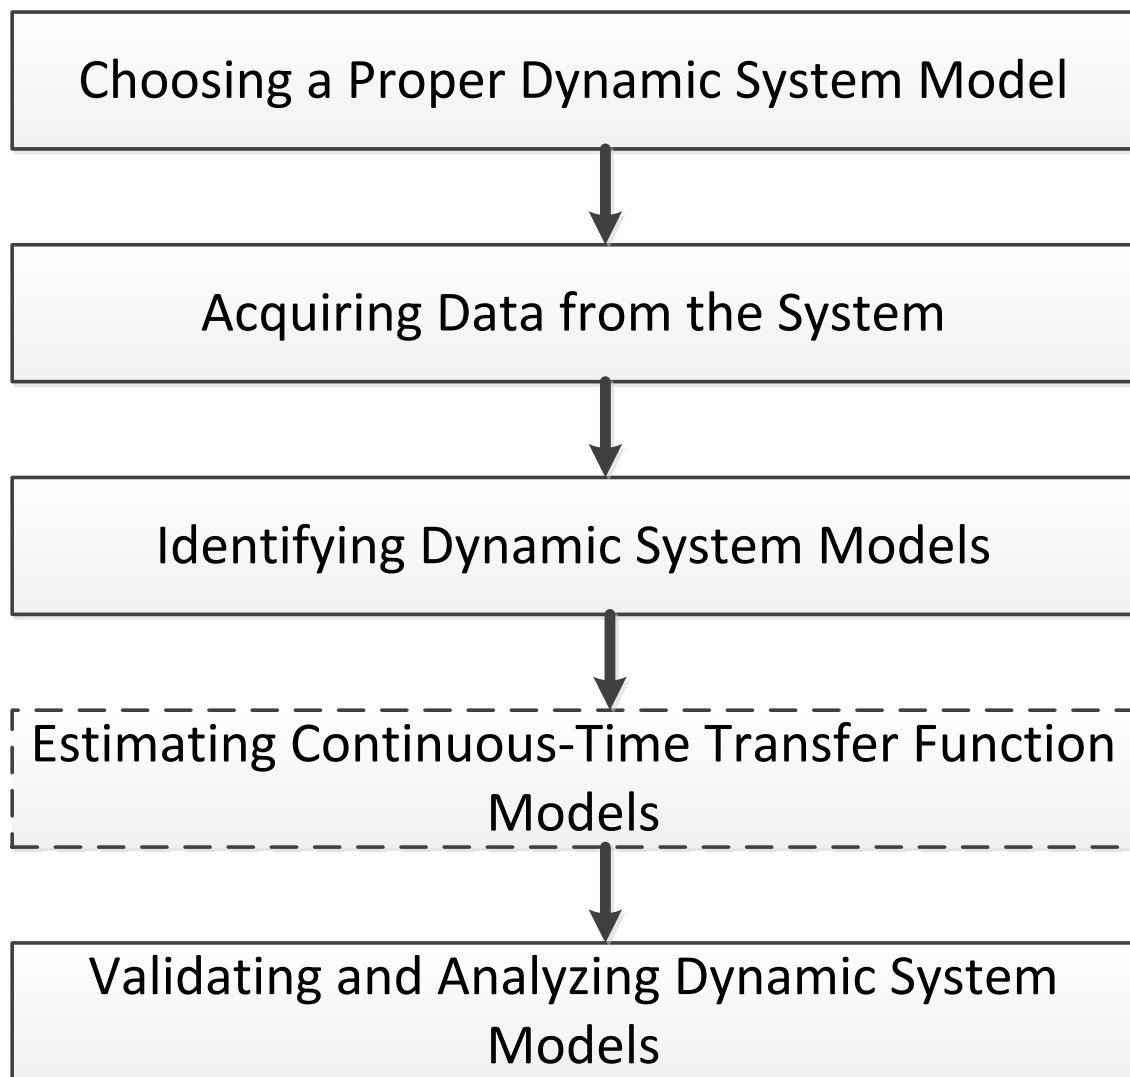 Choosing a Proper Dynamic System Model
Acquiring Data from the System
Identifying Dynamic System Models
Estimating Continuous-Time Transfer Function
Models
Validating and Analyzing Dynamic System
Models